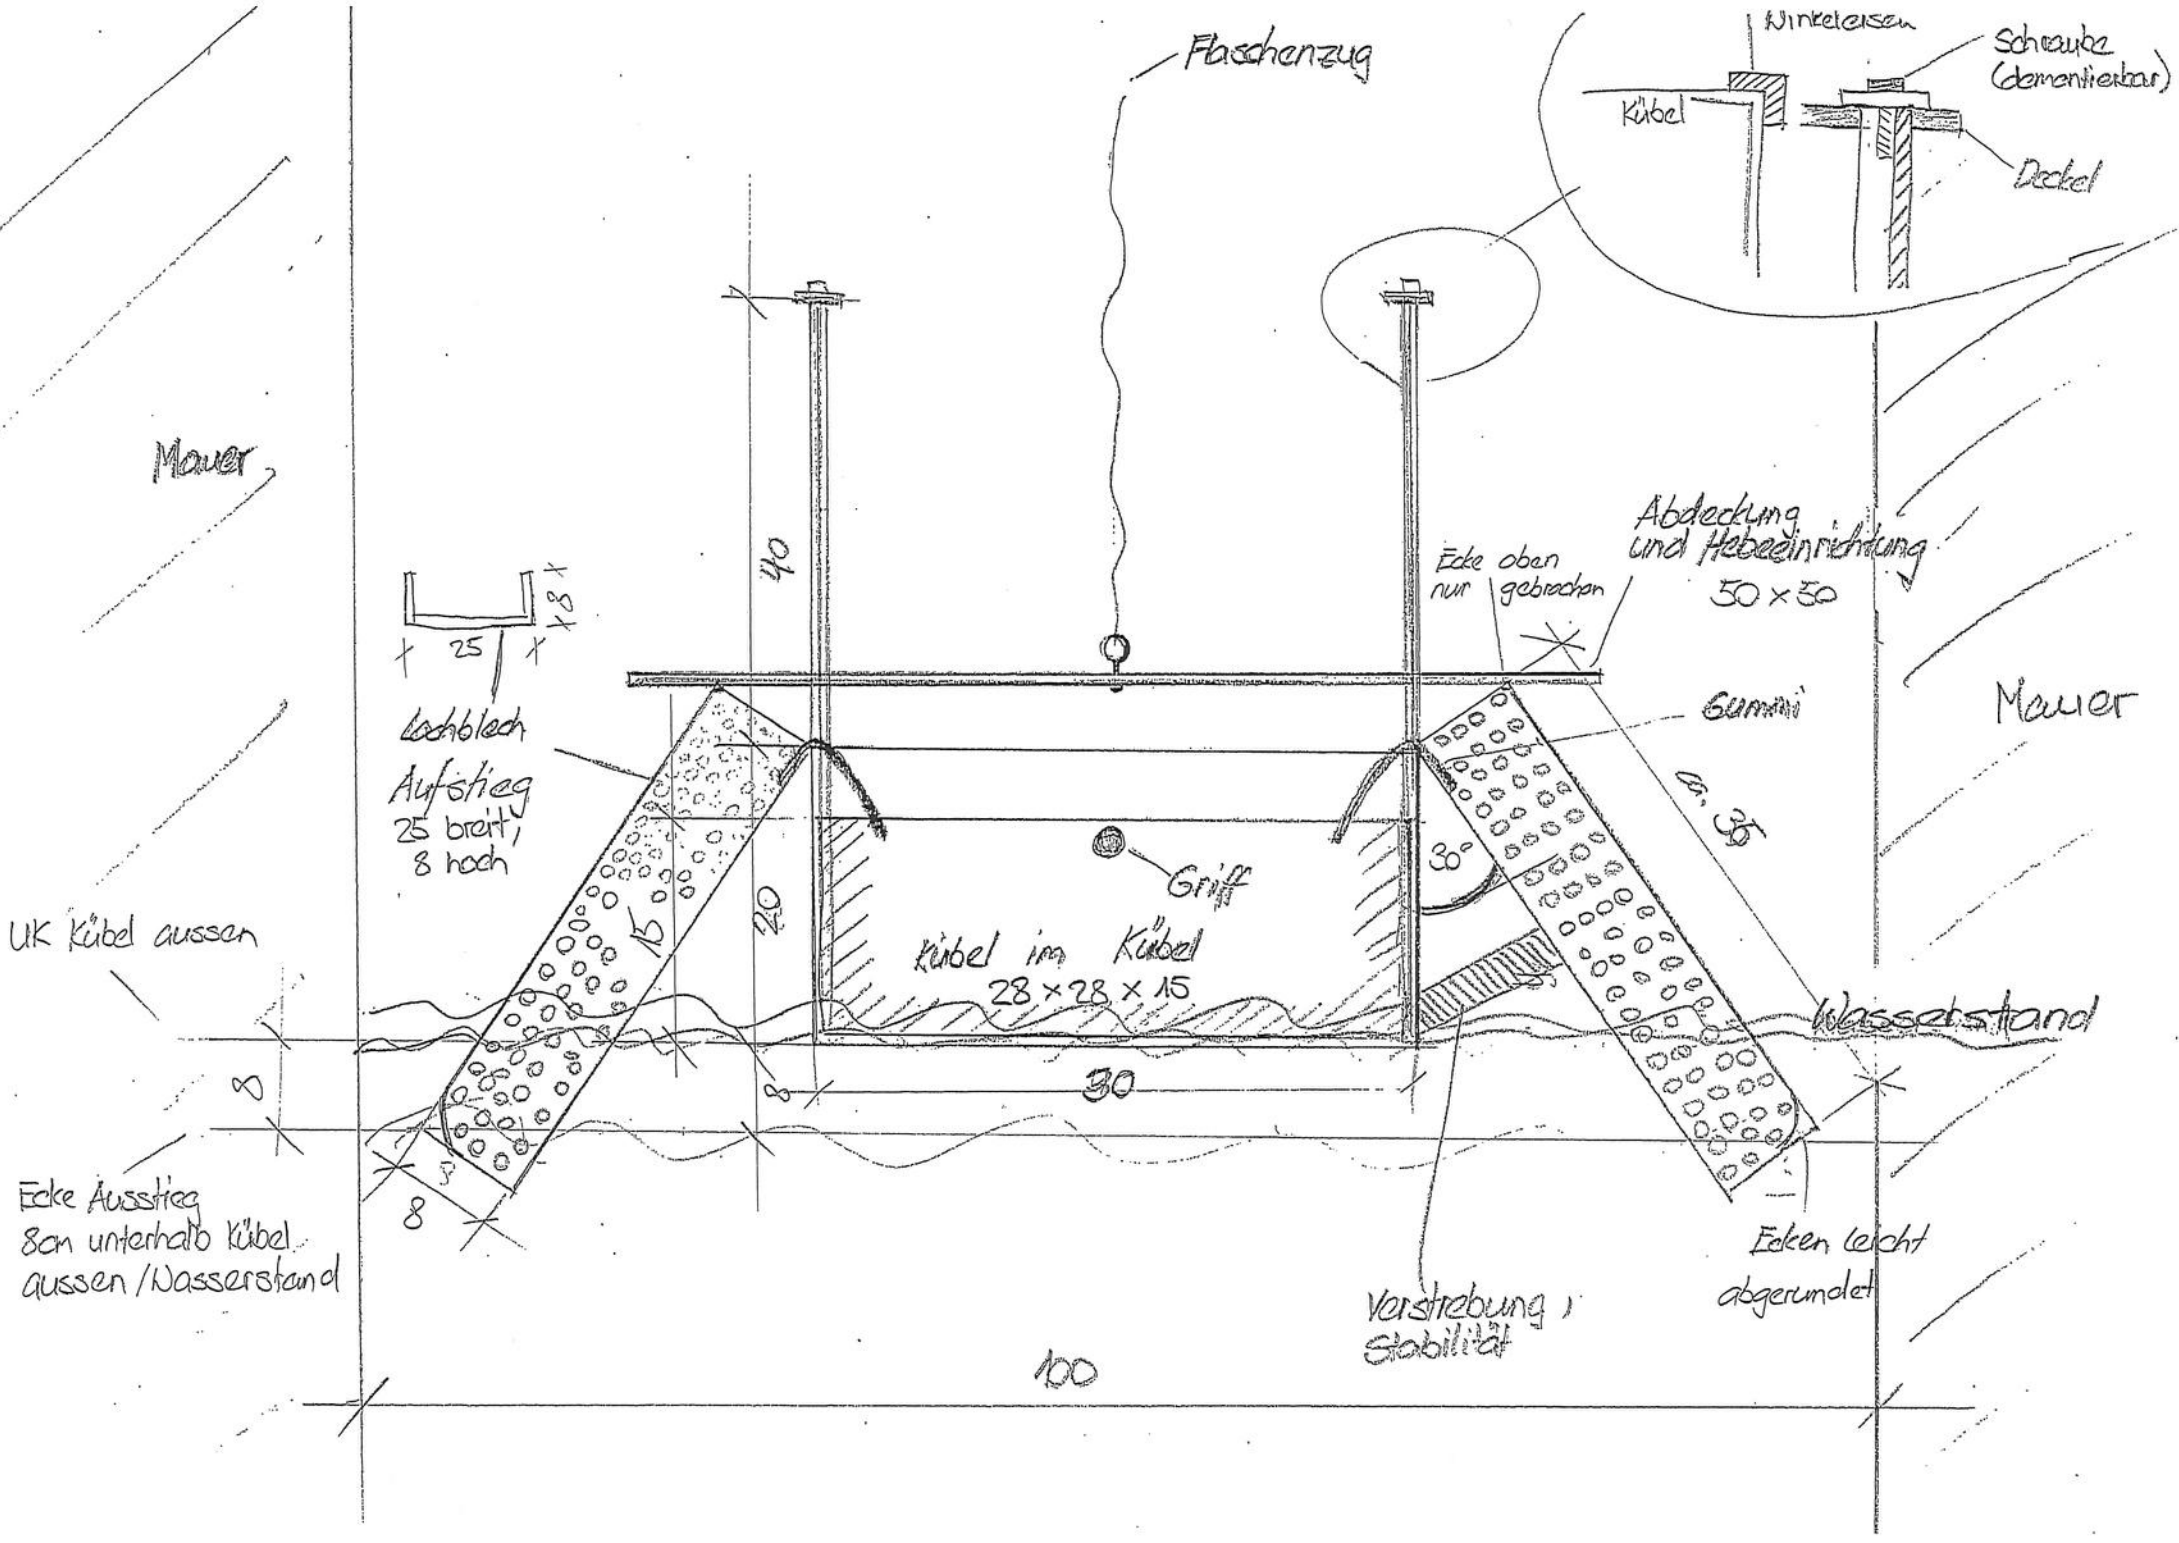 Flaschenzug
Winkeleisen
Schraube
(demontierbar)
Kübel
Deckel
Mauer
40
Abdeckung
und Hebeeinrichtung
50 x 50
Ecke oben
nur gebrochen
8
25
Lochblech
Aufstieg
25 breit,
8 hoch
Gummi
Mauer
ca. 35
30°
Griff
15
20
UK Kübel aussen
Kübel im Kübel
28 x 28 x 15
Wasserstand
8
8
30
Ecke Ausstieg
8cm unterhalb Kübel
aussen / Wasserstand
8
Ecken leicht
abgerundet
Verstrebung,
Stabilität
100